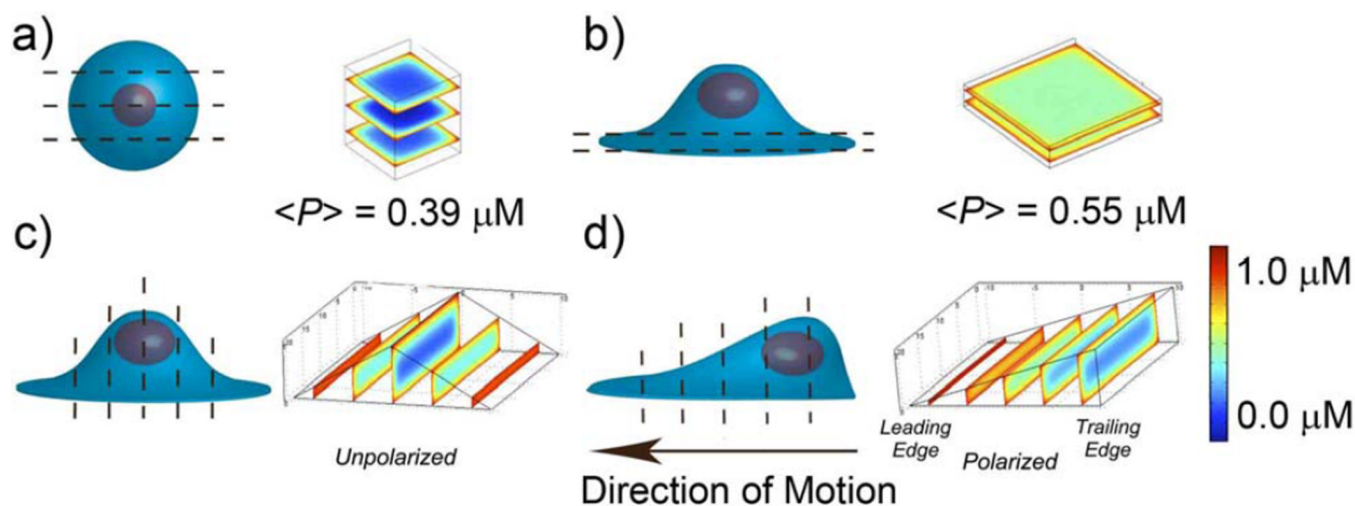 a)
b)
<P> = 0.39 μM
<P> = 0.55 μM
c)
d)
1.0 μM
0.0 μM
Unpolarized
Leading
Edge
Polarized
Trailing
Edge
Direction of Motion